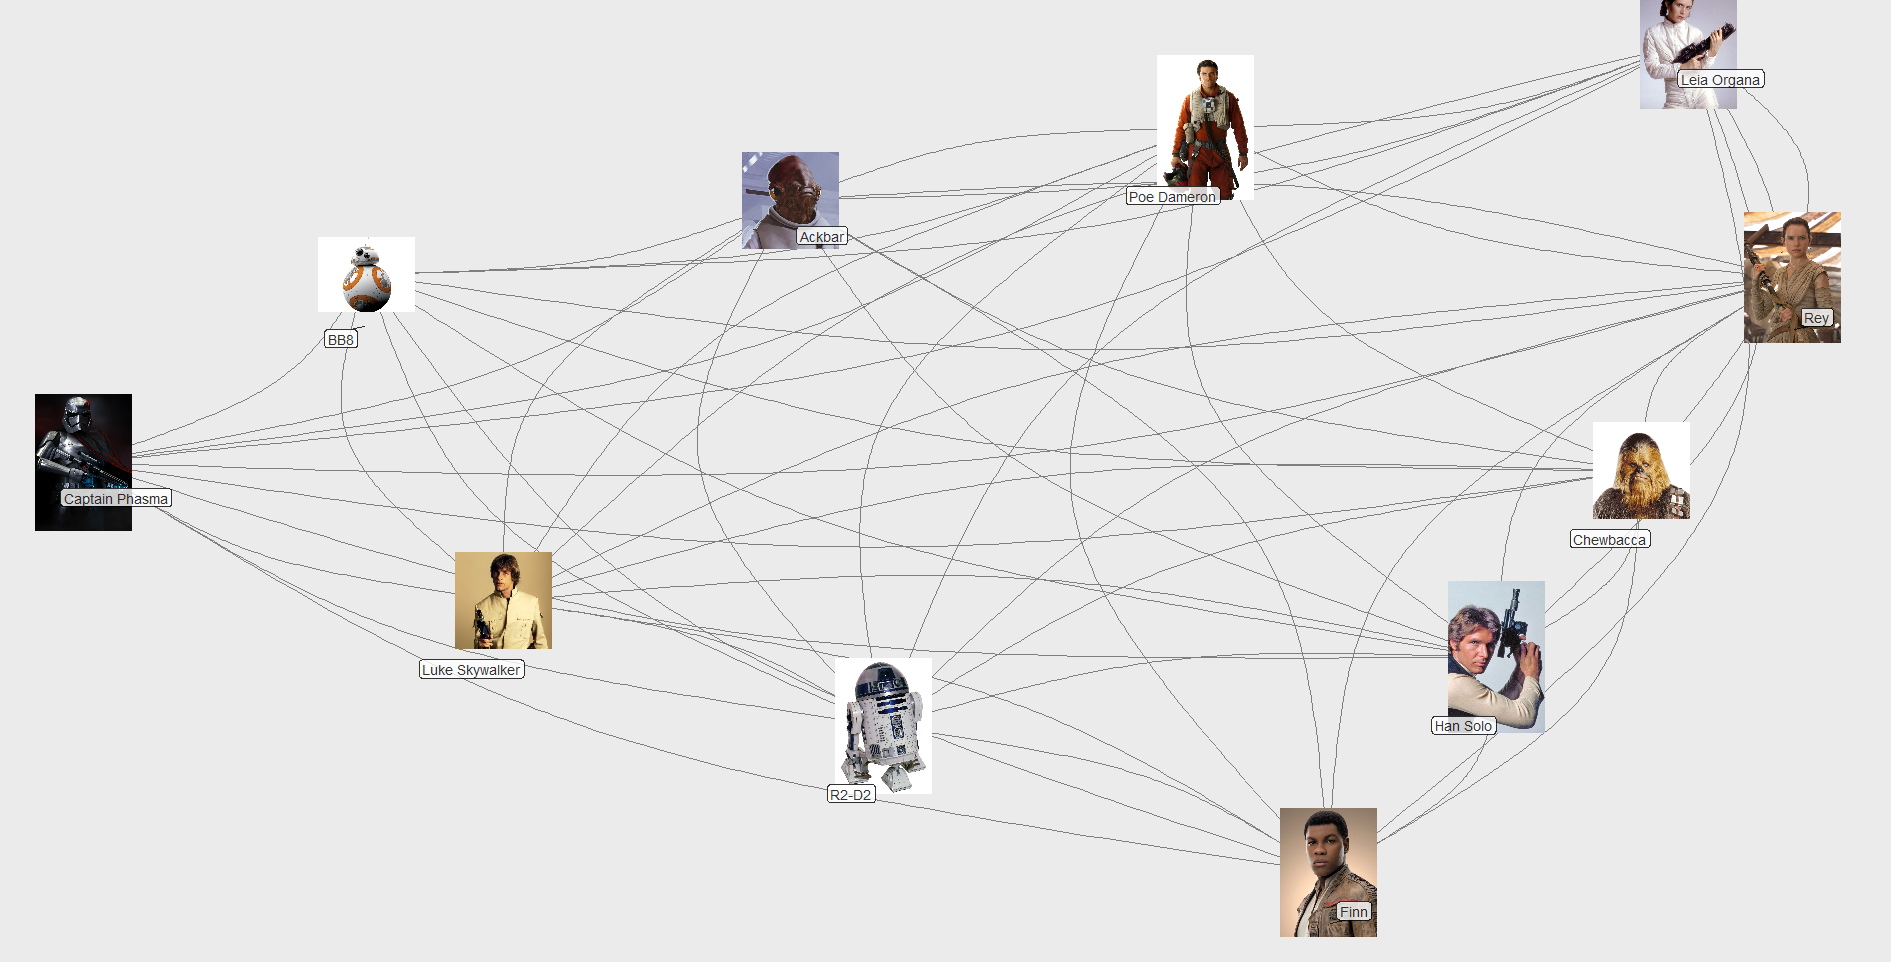 Leia Organa
Poe Dameron
Ackbar
Rey
BB8
Captain Phasma
Chewbacca
Luke Skywalker
Han Solo
R2-D2
Finn